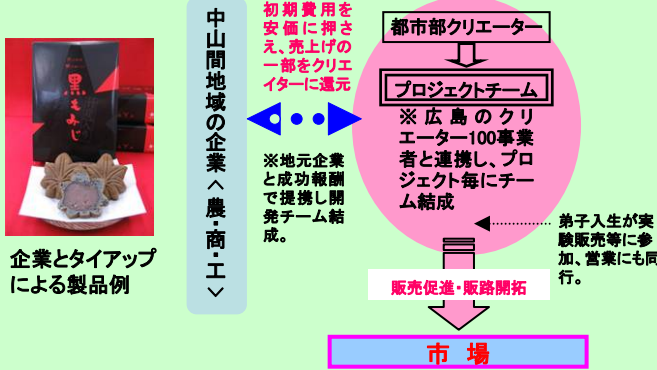 黒もみじ
企業とタイアップ
による製品例
中山間地域の企業<農・商・工>
初期費用を
安価に押さ
え、売上げの
一部をクリエ
イターに還元
※地元企業
と成功報酬
で提携し開
発チーム結
成。
都市部クリエーター
プロジェクトチーム
※広島のクリ
エーター100事業
者と連携し、プロ
ジェクト毎にチー
ム結成
弟子入生が実
験販売等に参
加、営業にも同
行。
販売促進・販路開拓
市 場